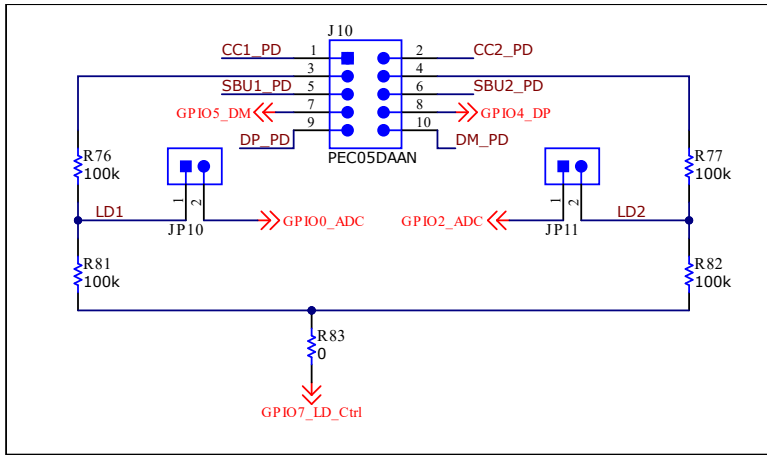 J10
CC1_PD 1 2 CC2_PD
3 4
SBU1_PD 5 6 SBU2_PD
GPIO5_DM 7 8 GPIO4_DP
9 10
DP_PD DM_PD
PEC05DAAN
R76
100k
R77
100k
1 2
1 2
LD1
GPIO0_ADC
JP10
GPIO2_ADC
LD2
JP11
R81
100k
R82
100k
R83
0
GPIO7_LD_Ctrl